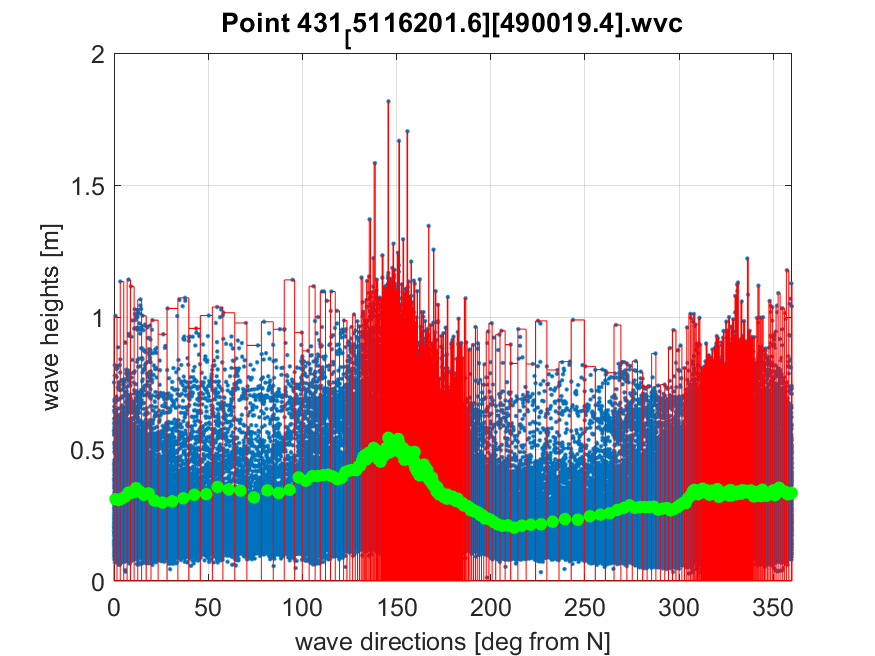 Point 431[5116201.6][490019.4].wvc
2
1.5
1
0.5
0
wave heights [m]
0 50 100 150 200 250 300 350
wave directions [deg from N]